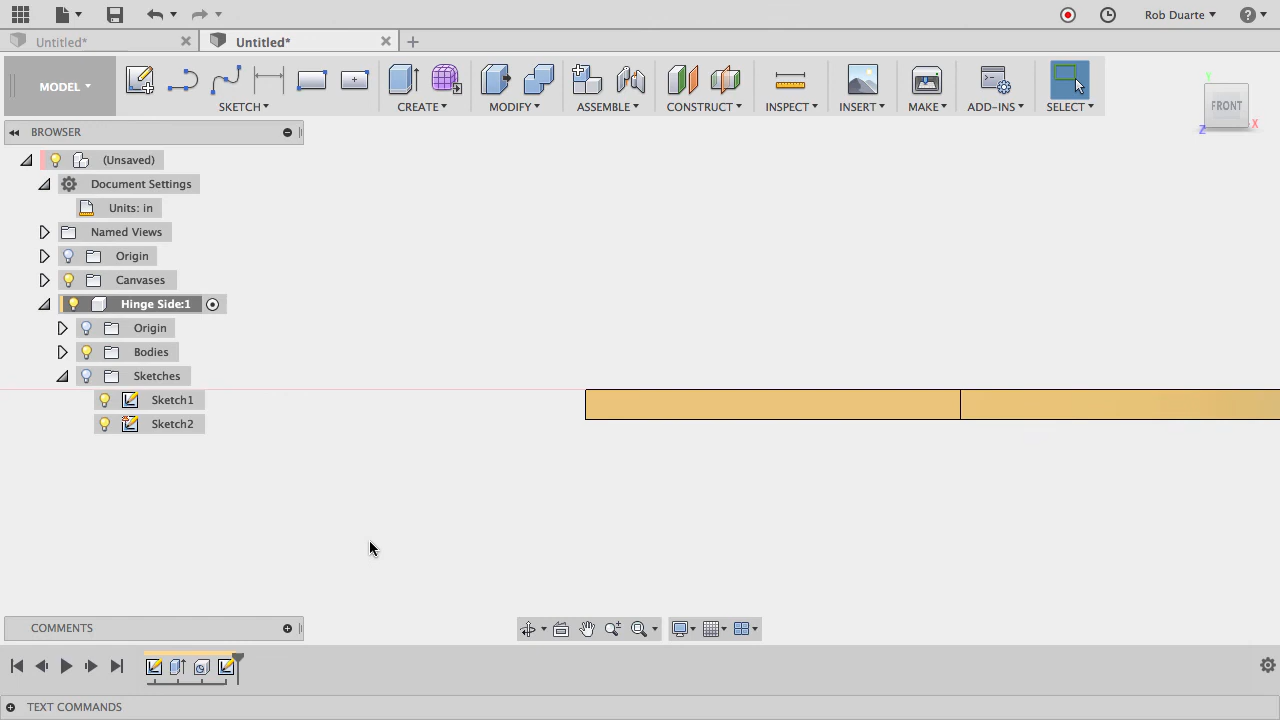 Rob Duarte
Untitled*
Untitled*
MODEL
SKETCH
CREATE
MODIFY
ASSEMBLE
CONSTRUCT
INSPECT
INSERT
MAKE
ADD-INS
SELECT
Y
FRONT
Z
X
BROWSER
(Unsaved)
Document Settings
Units: in
Named Views
Origin
Canvases
Hinge Side:1
Origin
Bodies
Sketches
Sketch1
Sketch2
COMMENTS
TEXT COMMANDS